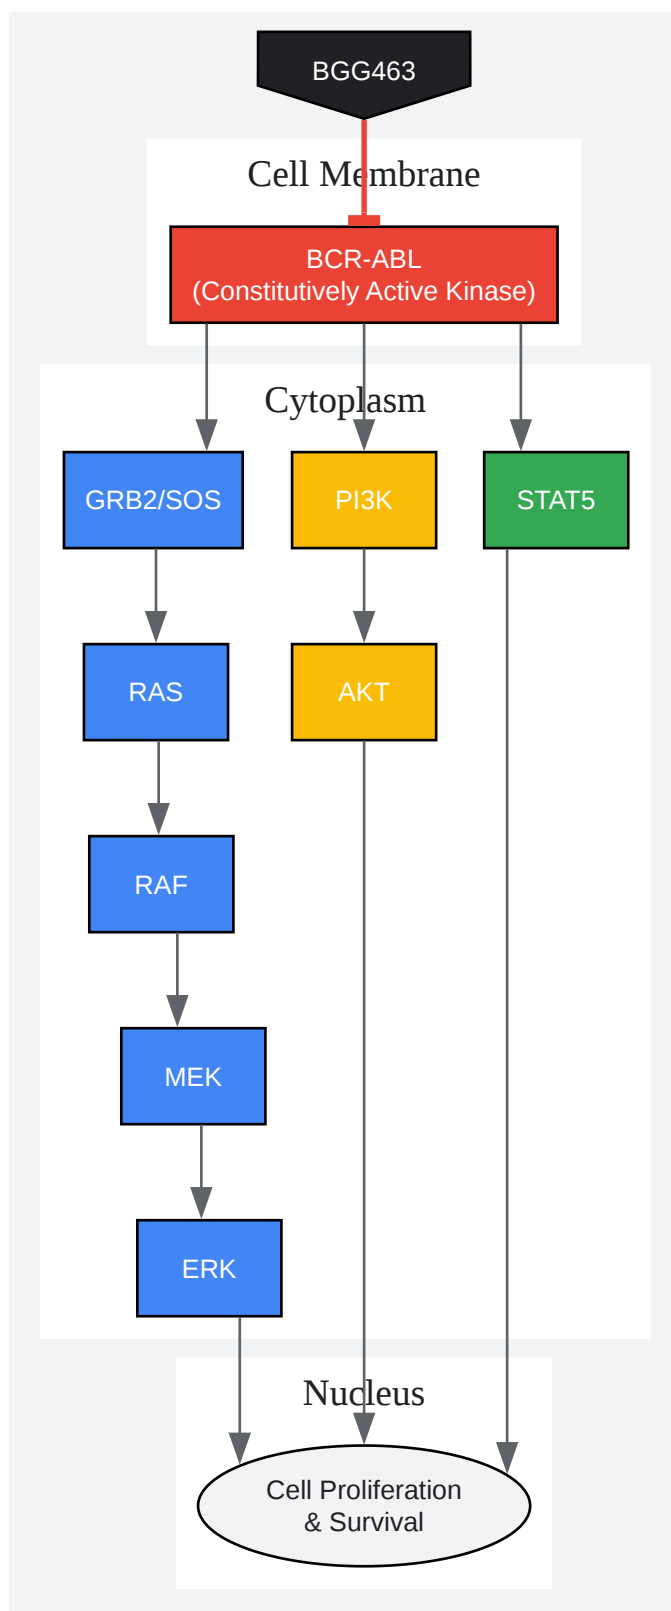 BGG463
Cell Membrane
BCR-ABL
(Constitutively Active Kinase)
Cytoplasm
GRB2/SOS
PI3K
STAT5
RAS
AKT
RAF
MEK
ERK
Nucleus
Cell Proliferation
& Survival